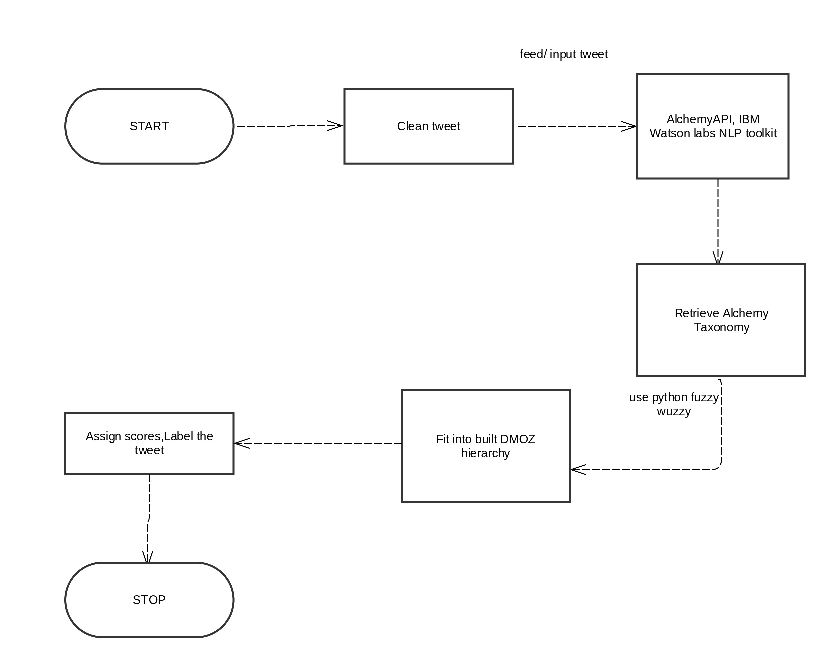 feed/ input tweet
START
Clean tweet
AlchemyAPI, IBM
Watson labs NLP toolkit
Retrieve Alchemy
Taxonomy
use python fuzzy
wuzzy
Fit into built DMOZ
hierarchy
Assign scores,Label the
tweet
STOP